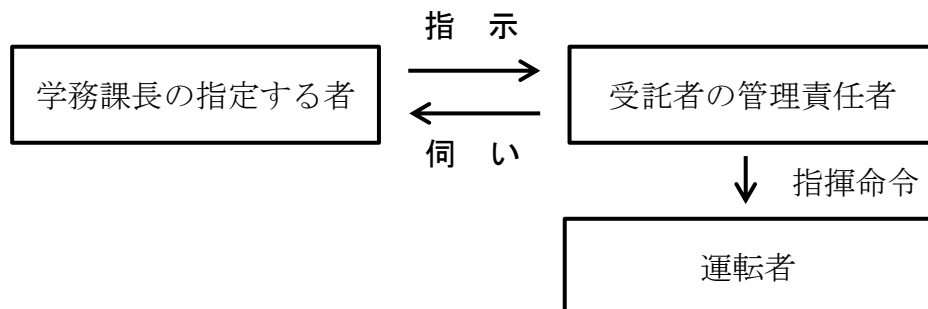 指 示
学務課長の指定する者
受託者の管理責任者
伺 い
指揮命令
運転者